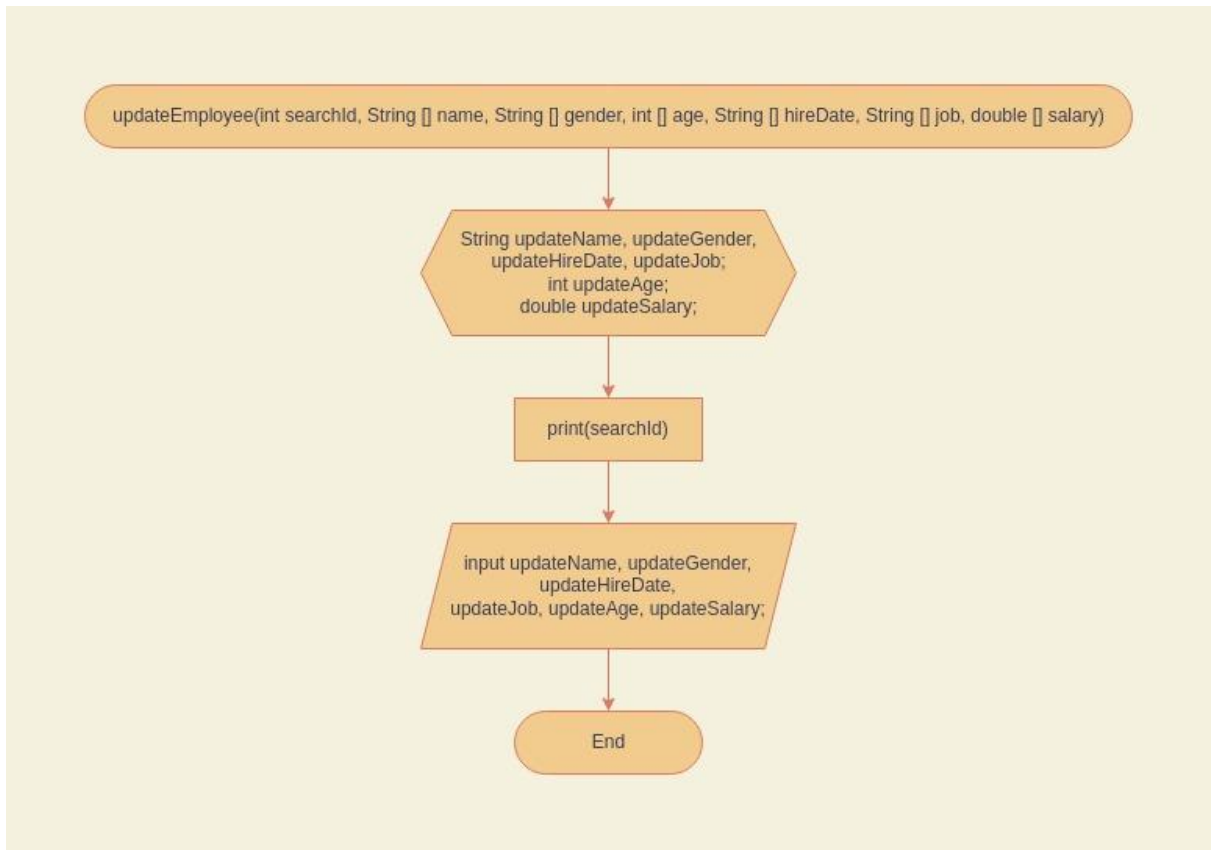 updateEmployee(int searchId, String [] name, String [] gender, int [] age, String [] hireDate, String [] job, double [] salary)
String updateName, updateGender,
updateHireDate, updateJob;
int updateAge;
double updateSalary;
print(searchId)
input updateName, updateGender,
updateHireDate,
updateJob, updateAge, updateSalary;
End